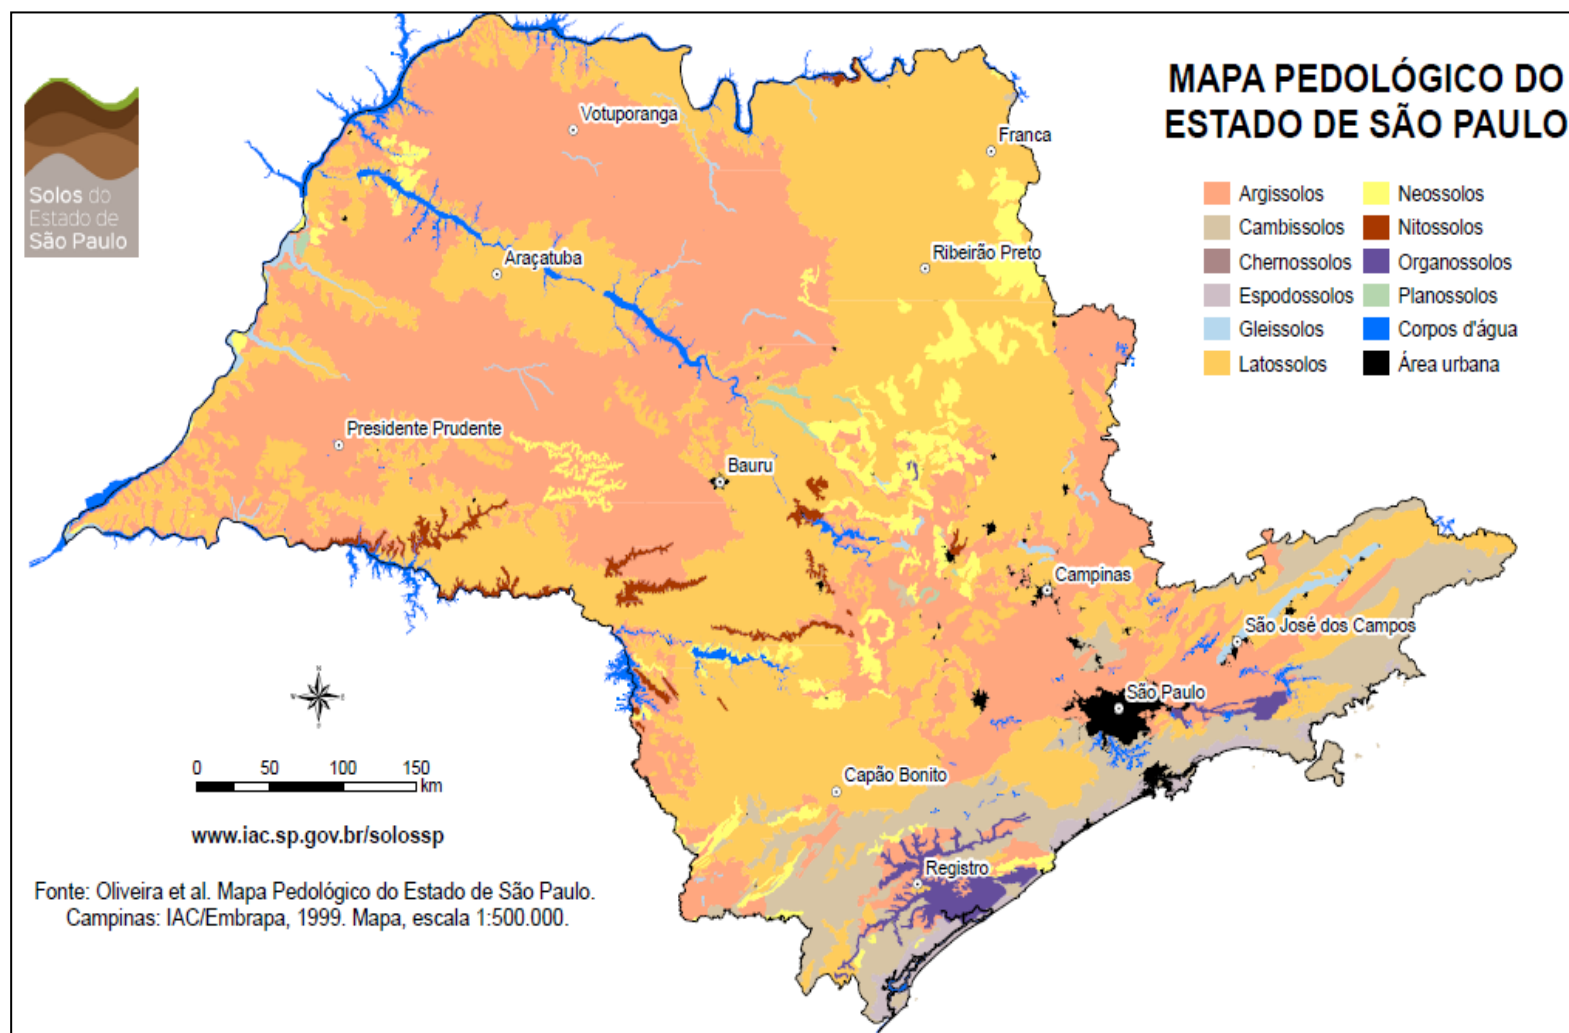 MAPA PEDOLÓGICO DO
ESTADO DE SÃO PAULO
Solos do
Estado de
São Paulo
Argissolos
Cambissolos
Chernossolos
Espodossolos
Gleissolos
Latossolos
Neossolos
Nitossolos
Organossolos
Planossolos
Corpos d'água
Área urbana
Votuporanga
Franca
Araçatuba
Ribeirão Preto
Presidente Prudente
Bauru
Campinas
São José dos Campos
São Paulo
Capão Bonito
Registro
N
S
0 50 100 150
km
www.iac.sp.gov.br/solossp
Fonte: Oliveira et al. Mapa Pedológico do Estado de São Paulo.
Campinas: IAC/Embrapa, 1999. Mapa, escala 1:500.000.